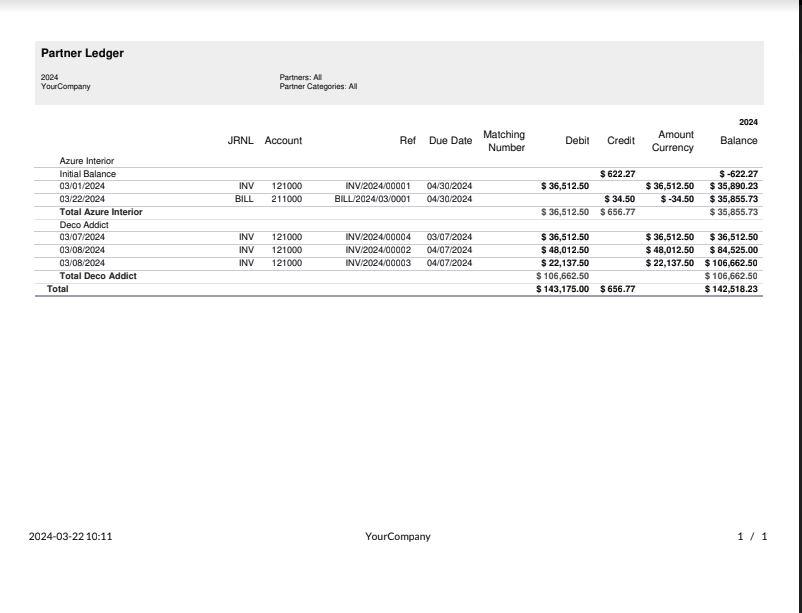 Partner Ledger
2024 Partners: All
YourCompany Partner Categories: All
2024
JRNL Account Ref Due Date Matching Number Debit Credit Amount Currency Balance
Azure Interior
Initial Balance $ 622.27 $ -622.27
03/01/2024 INV 121000 INV/2024/00001 04/30/2024 $ 36,512.50 $ 36,512.50 $ 35,890.23
03/22/2024 BILL 211000 BILL/2024/03/0001 04/30/2024 $ 34.50 $ -34.50 $ 35,855.73
Total Azure Interior $ 36,512.50 $ 656.77 $ 35,855.73
Deco Addict
03/07/2024 INV 121000 INV/2024/00004 03/07/2024 $ 36,512.50 $ 36,512.50 $ 36,512.50
03/08/2024 INV 121000 INV/2024/00002 04/07/2024 $ 48,012.50 $ 48,012.50 $ 84,525.00
03/08/2024 INV 121000 INV/2024/00003 04/07/2024 $ 22,137.50 $ 22,137.50 $ 106,662.50
Total Deco Addict $ 106,662.50 $ 106,662.50
Total $ 143,175.00 $ 656.77 $ 142,518.23
2024-03-22 10:11 YourCompany 1 / 1